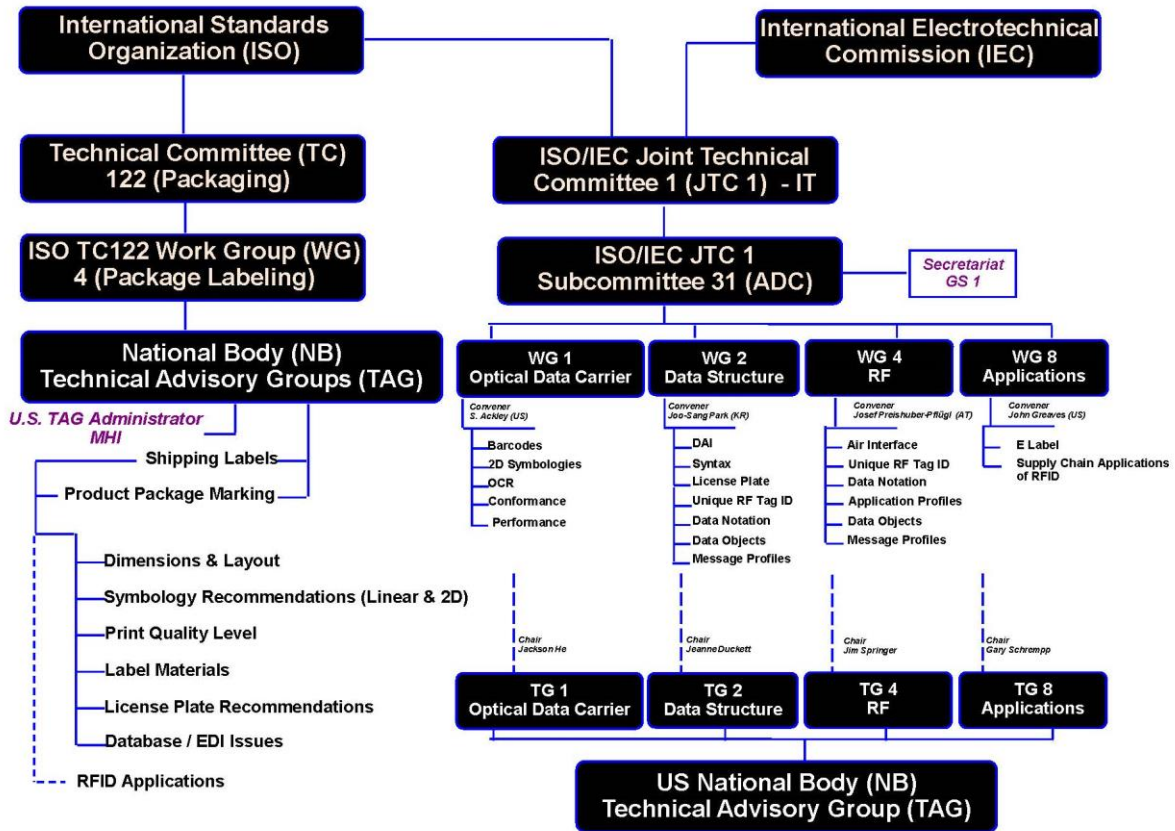 International Standards
Organization (ISO)
International Electrotechnical
Commission (IEC)
Technical Committee (TC)
122 (Packaging)
ISO/IEC Joint Technical
Committee 1 (JTC 1) - IT
ISO TC122 Work Group (WG)
4 (Package Labeling)
ISO/IEC JTC 1
Subcommittee 31 (ADC)
Secretariat
GS 1
National Body (NB)
Technical Advisory Groups (TAG)
U.S. TAG Administrator
MHI
Shipping Labels
Product Package Marking
Dimensions & Layout
Symbology Recommendations (Linear & 2D)
Print Quality Level
Label Materials
License Plate Recommendations
Database / EDI Issues
RFID Applications
WG 1
Optical Data Carrier
Convener
S. Ackley (US)
Barcodes
2D Symbologies
OCR
Conformance
Performance
WG 2
Data Structure
Convener
Joo-Sang Park (KR)
DAI
Syntax
License Plate
Unique RF Tag ID
Data Notation
Data Objects
Message Profiles
WG 4
RF
Convener
Josef Preishuber-Pflügl (AT)
Air Interface
Unique RF Tag ID
Data Notation
Application Profiles
Data Objects
Message Profiles
WG 8
Applications
Convener
John Greaves (US)
E Label
Supply Chain Applications
of RFID
Chair
Jackson He
TG 1
Optical Data Carrier
Chair
Jeanne Duckett
TG 2
Data Structure
Chair
Jim Springer
TG 4
RF
Chair
Gary Schrempp
TG 8
Applications
US National Body (NB)
Technical Advisory Group (TAG)